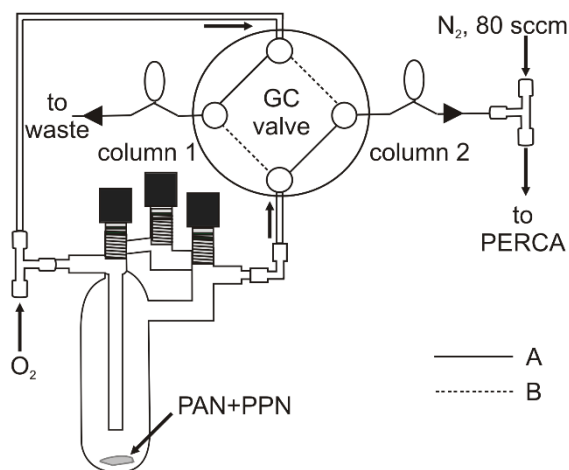 N₂, 80 sccm
GC
valve
to
waste
column 1
column 2
to
PERCA
O₂
PAN+PPN
A
B